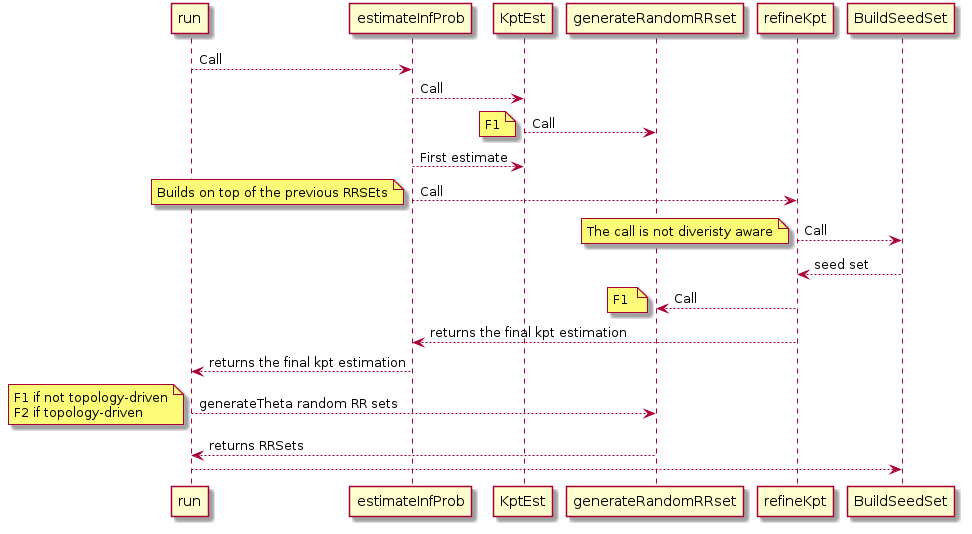 run
estimateInfProb
KptEst
generateRandomRRset
refineKpt
BuildSeedSet
Call
Call
F1
Call
First estimate
Builds on top of the previous RRSEts
Call
The call is not diveristy aware
Call
seed set
F1
Call
returns the final kpt estimation
returns the final kpt estimation
F1 if not topology-driven
F2 if topology-driven
generateTheta random RR sets
returns RRSets
run
estimateInfProb
KptEst
generateRandomRRset
refineKpt
BuildSeedSet